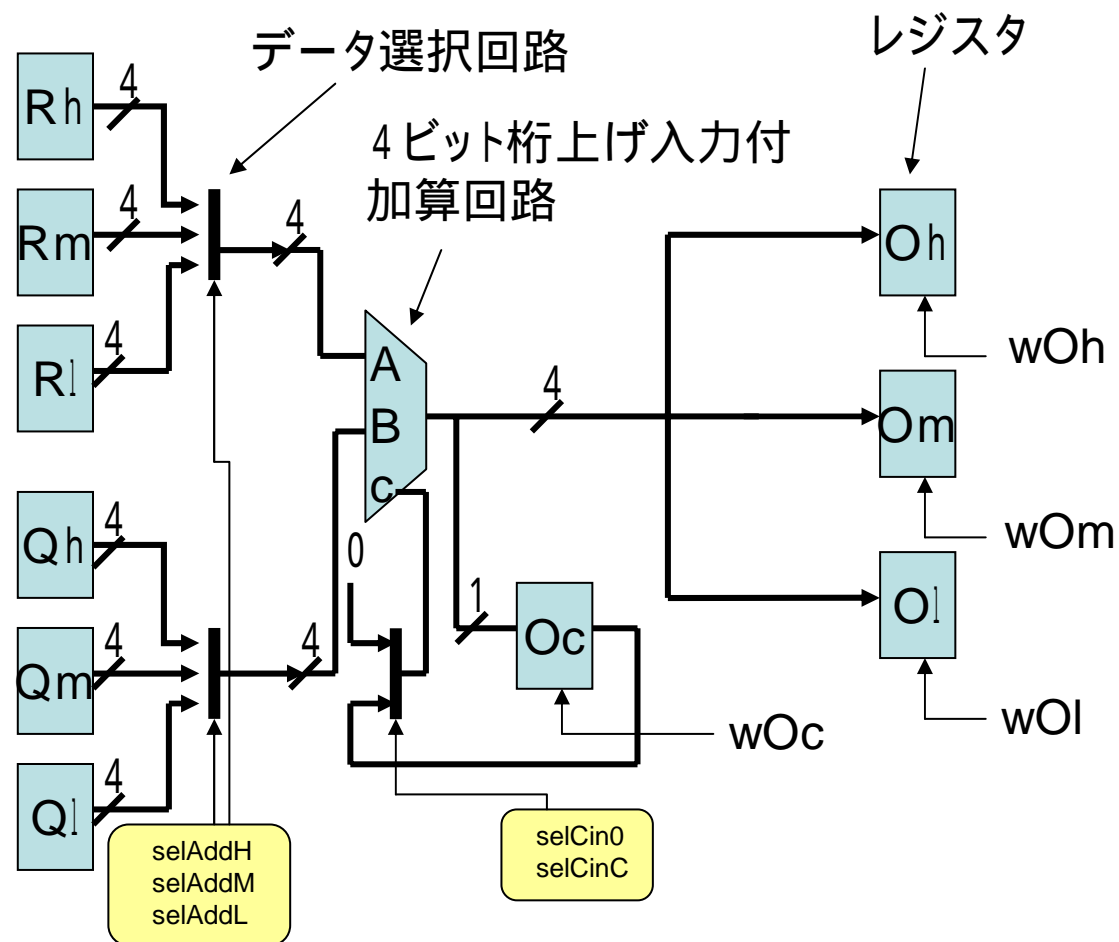 データ選択回路
レジスタ
4ビット桁上げ入力付
加算回路
Rh
4
Rm
4
Rl
4
4
Qh
4
Qm
4
Ql
4
4
A
B
c
0
4
1
Oc
wOc
Oh
wOh
Om
wOm
Ol
wOl
selAddH
selAddM
selAddL
selCin0
selCinC